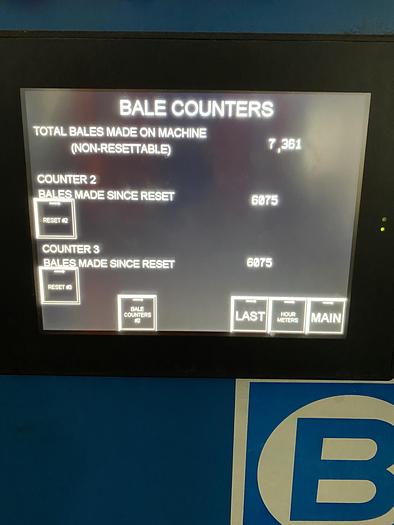 BALE COUNTERS
TOTAL BALES MADE ON MACHINE
(NON-RESETTABLE)
7,361
COUNTER 2
BALES MADE SINCE RESET
6075
RESET #2
COUNTER 3
BALES MADE SINCE RESET
6075
RESET #3
BALE
COUNTERS
#2
LAST
HOUR
METERS
MAIN
B